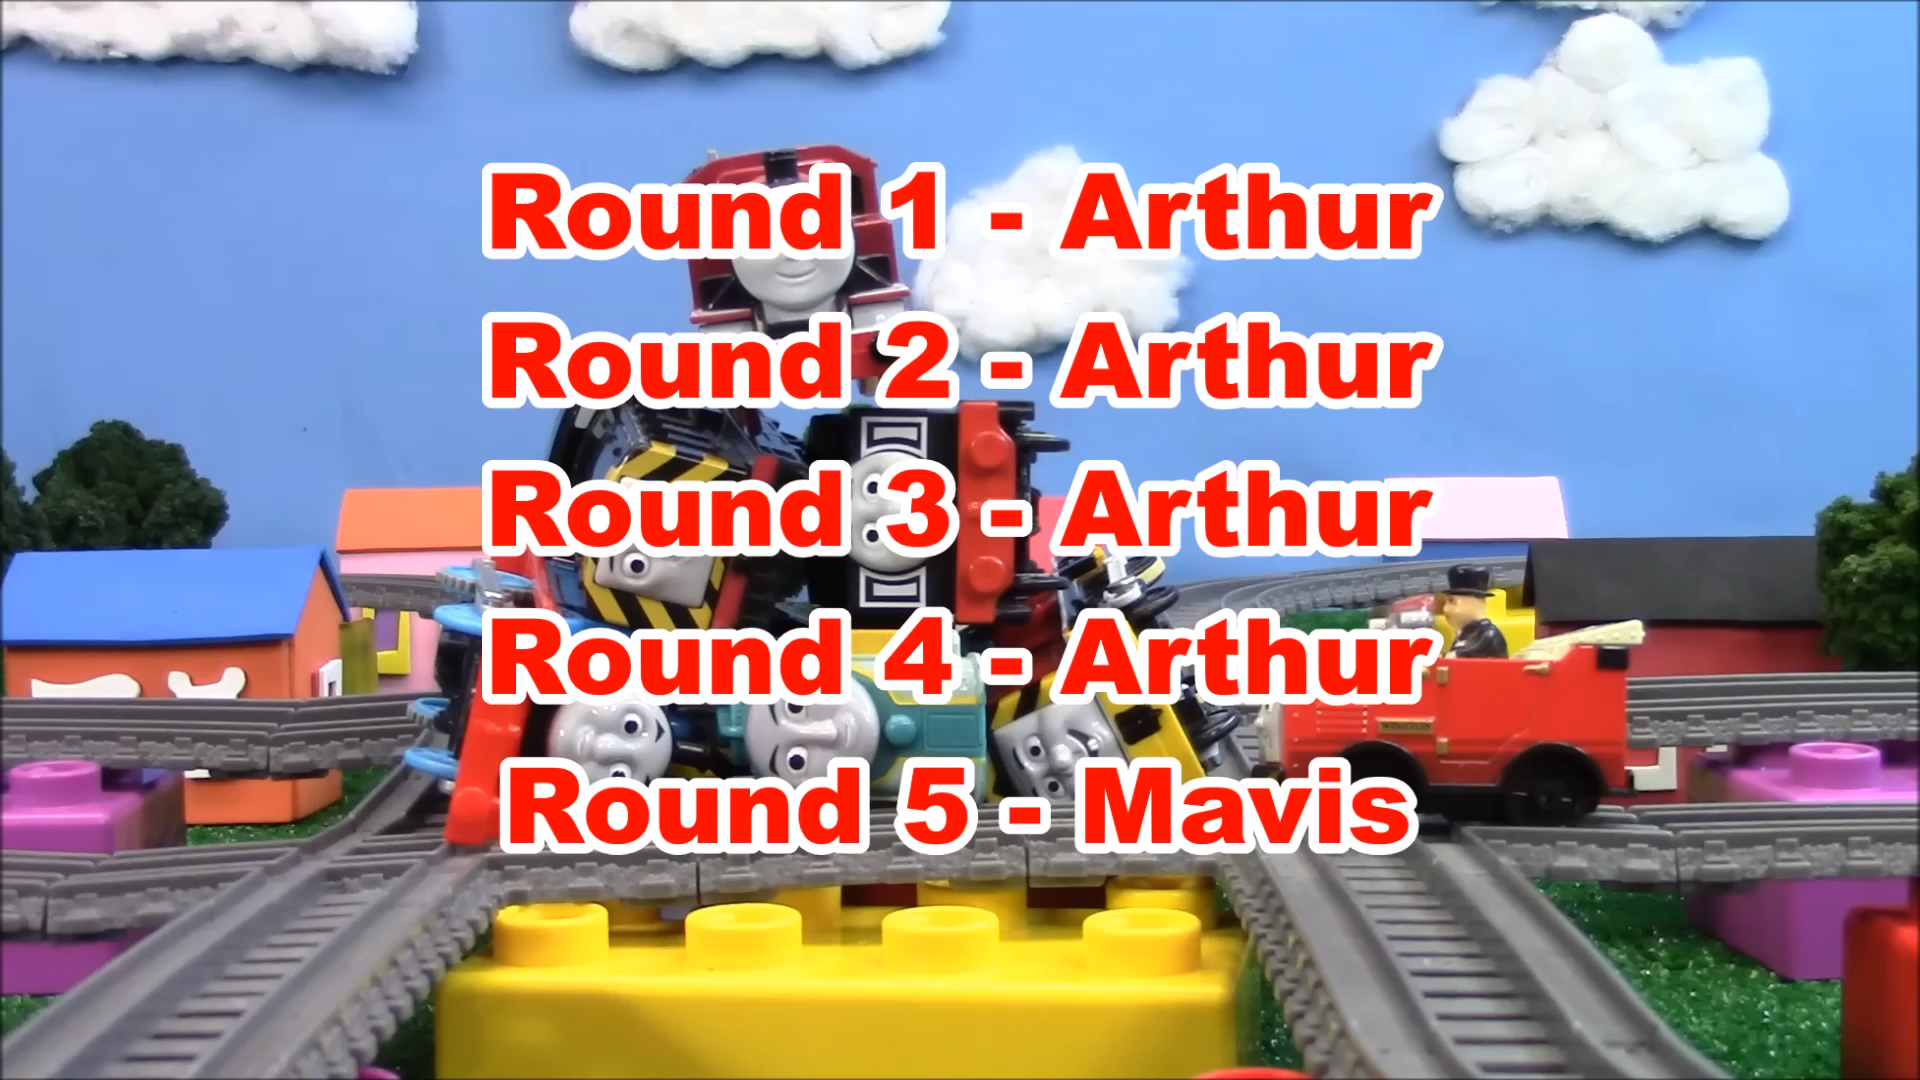 Round 1 - Arthur
Round 2 - Arthur
Round 3 - Arthur
Round 4 - Arthur
Round 5 - Mavis